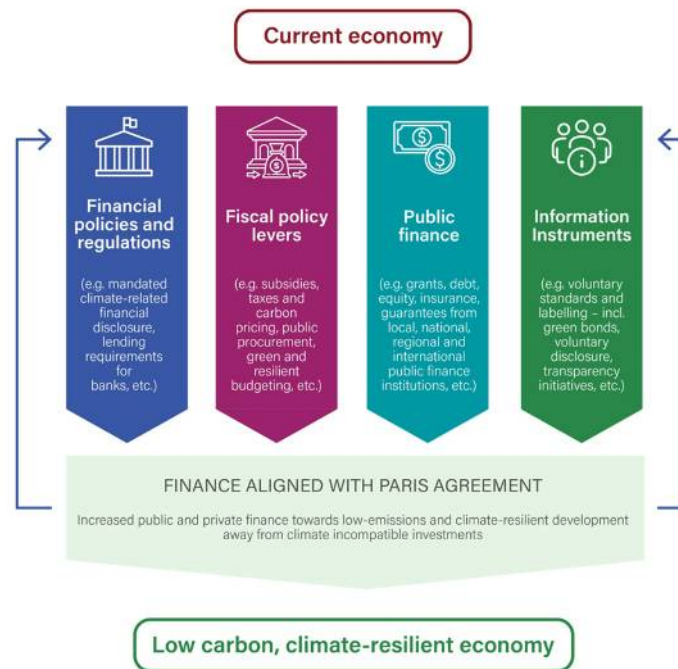 Current economy
Financial
policies and
regulations
(e.g. mandated
climate-related
financial
disclosure,
lending
requirements
for
banks, etc.)
Fiscal policy
levers
(e.g. subsidies,
taxes and
carbon
pricing, public
procurement,
green and
resilient
budgeting, etc.)
Public
finance
(e.g. grants, debt,
equity, insurance,
guarantees from
local, national,
regional and
international
public finance
institutions, etc.)
Information
Instruments
(e.g. voluntary
standards and
labelling – incl.
green bonds,
voluntary
disclosure,
transparency
initiatives, etc.)
FINANCE ALIGNED WITH PARIS AGREEMENT
Increased public and private finance towards low-emissions and climate-resilient development
away from climate incompatible investments
Low carbon, climate-resilient economy